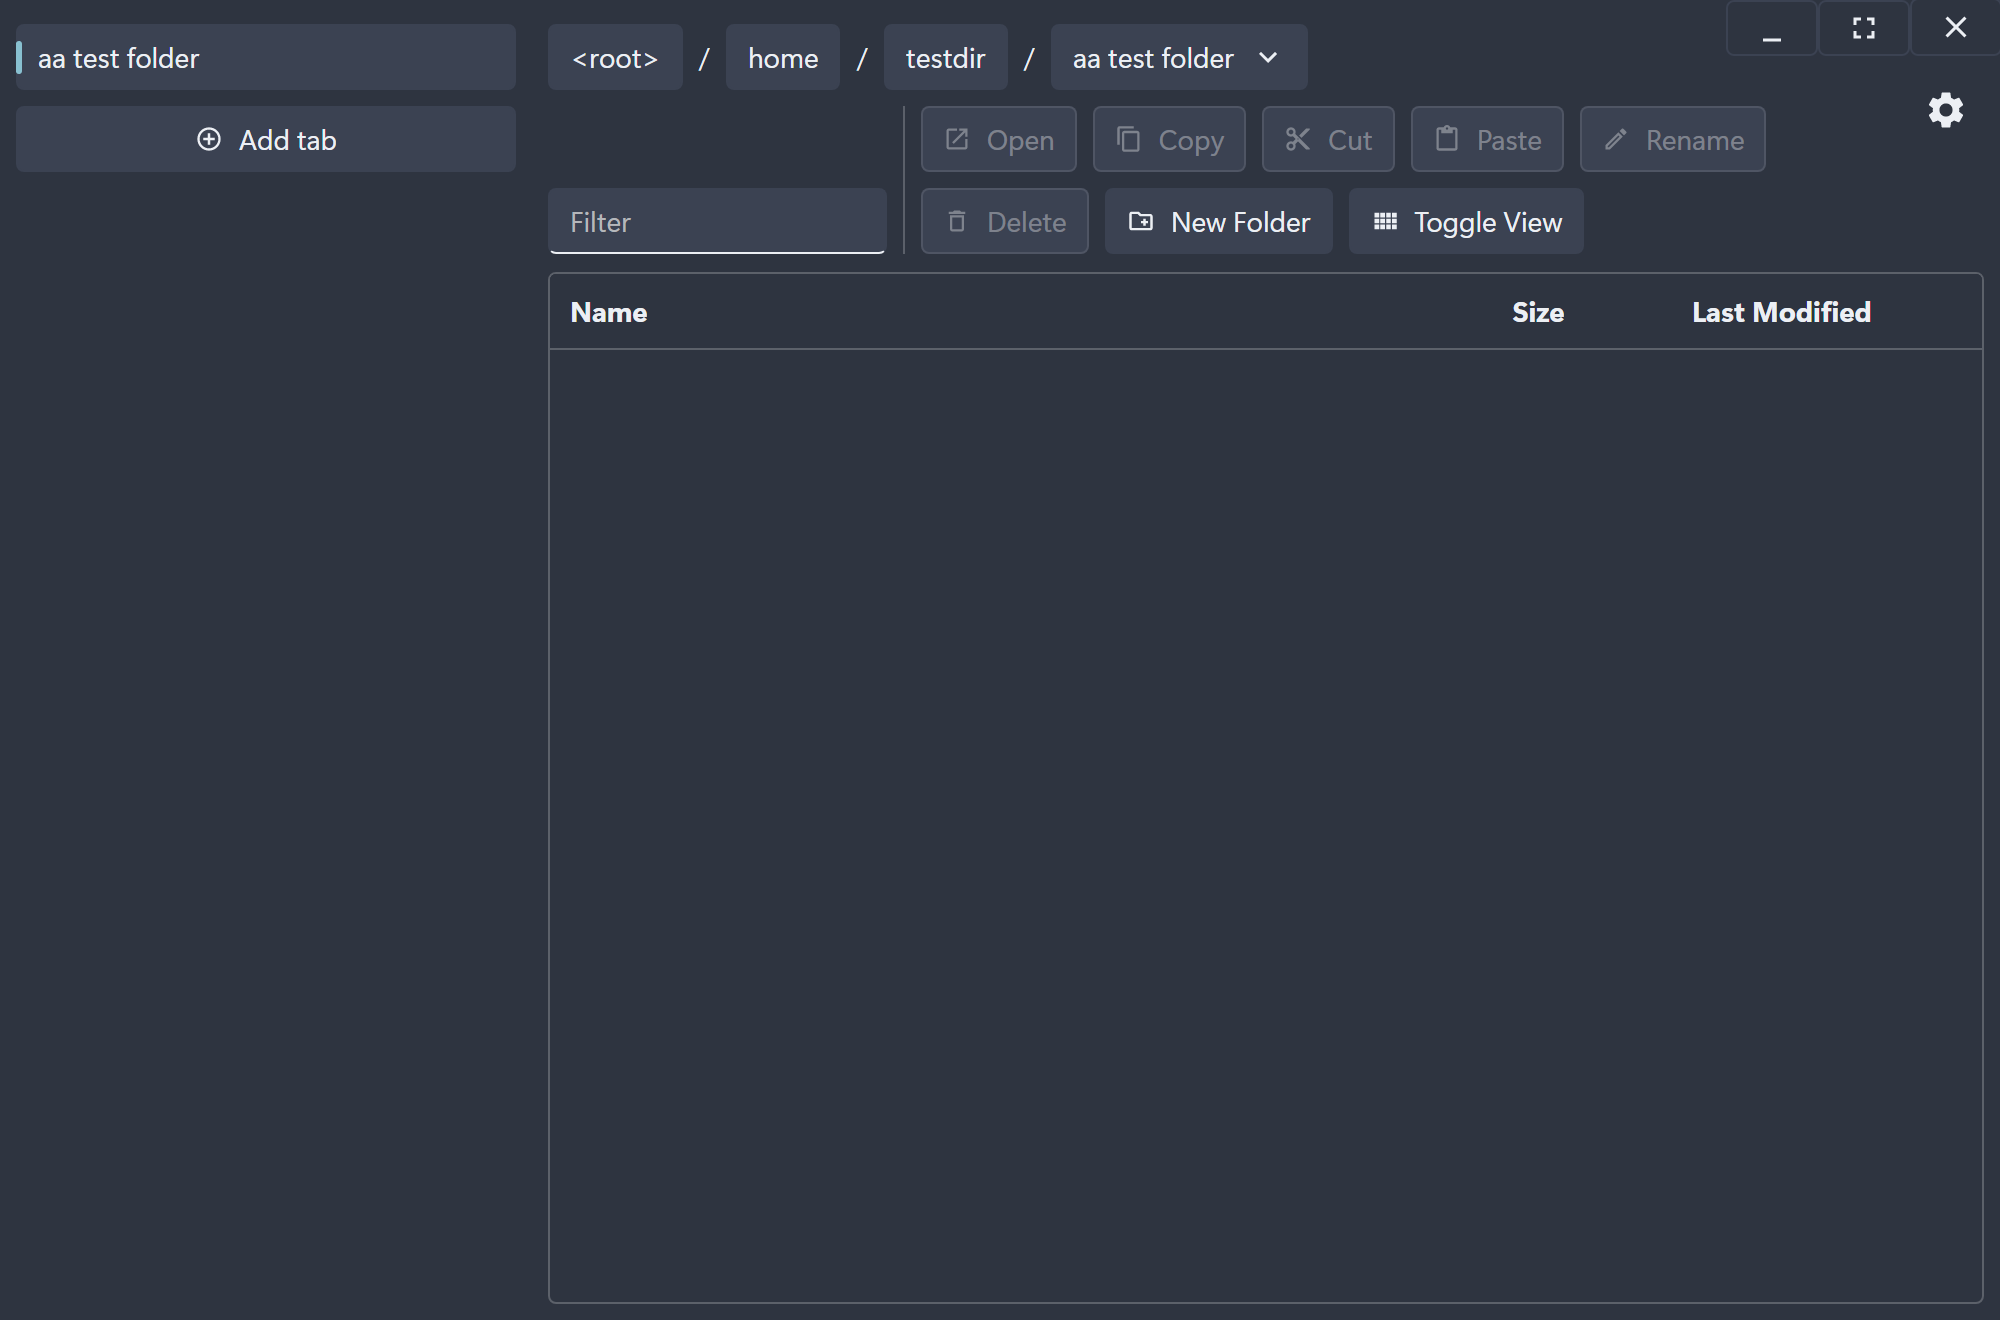 aa test folder
<root> / home / testdir / aa test folder
Add tab
Open Copy Cut Paste Rename
Filter
Delete New Folder Toggle View
Name Size Last Modified